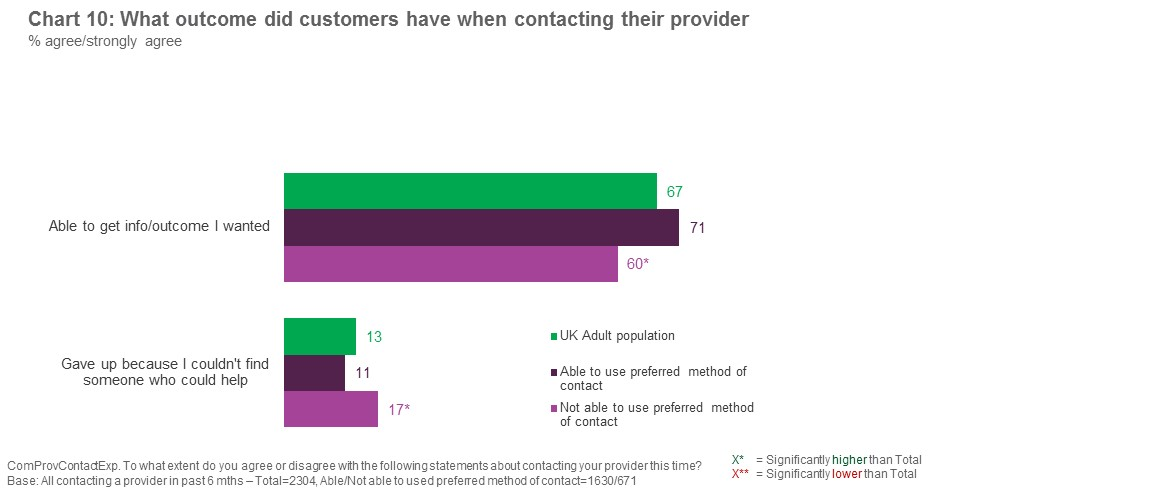 Chart 10: What outcome did customers have when contacting their provider
% agree/strongly agree
67
Able to get info/outcome I wanted
71
60*
13
Gave up because I couldn't find
someone who could help
11
17*
UK Adult population
Able to use preferred method of
contact
Not able to use preferred method
of contact
ComProvContactExp. To what extent do you agree or disagree with the following statements about contacting your provider this time?
Base: All contacting a provider in past 6 mths – Total=2304, Able/Not able to used preferred method of contact=1630/671
X* = Significantly higher than Total
X** = Significantly lower than Total